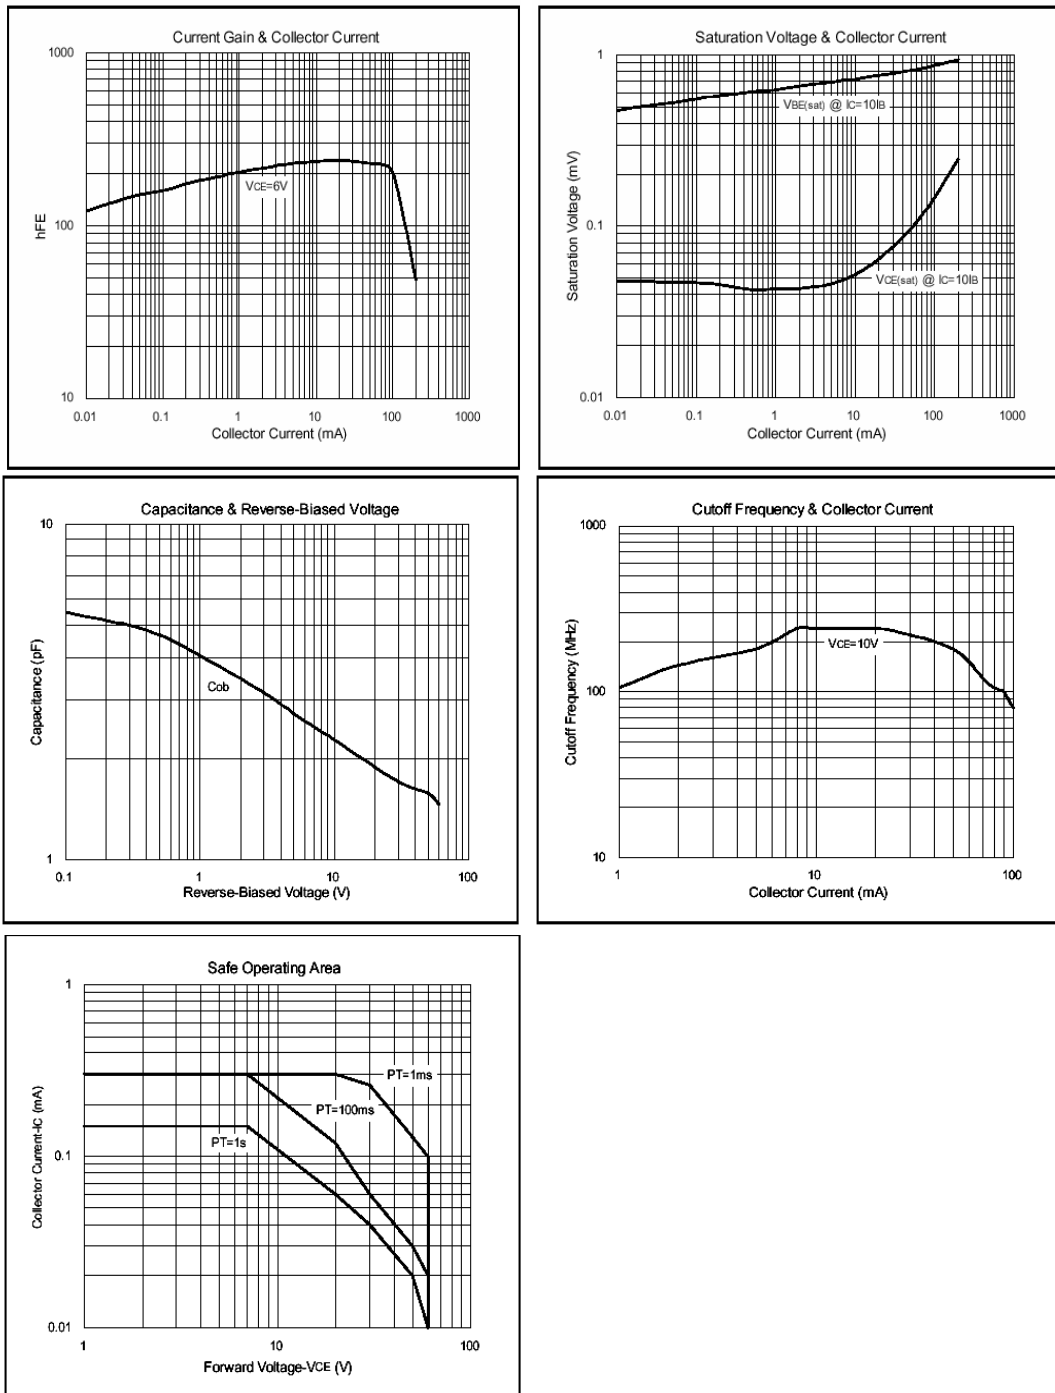 Current Gain & Collector Current
1000
100
10
hFE
VCE=6V
0.01 0.1 1 10 100 1000
Collector Current (mA)
Saturation Voltage & Collector Current
1
0.1
0.01
Saturation Voltage (mV)
VBE(sat) @ IC=10IB
VCE(sat) @ IC=10IB
0.01 0.1 1 10 100 1000
Collector Current (mA)
Capacitance & Reverse-Biased Voltage
10
1
Capacitance (pF)
Cob
0.1 1 10 100
Reverse-Biased Voltage (V)
Cutoff Frequency & Collector Current
1000
100
10
Cutoff Frequency (MHz)
VCE=10V
1 10 100
Collector Current (mA)
Safe Operating Area
1
0.1
0.01
Collector Current-IC (mA)
PT=1ms
PT=100ms
PT=1s
1 10 100
Forward Voltage-VCE (V)